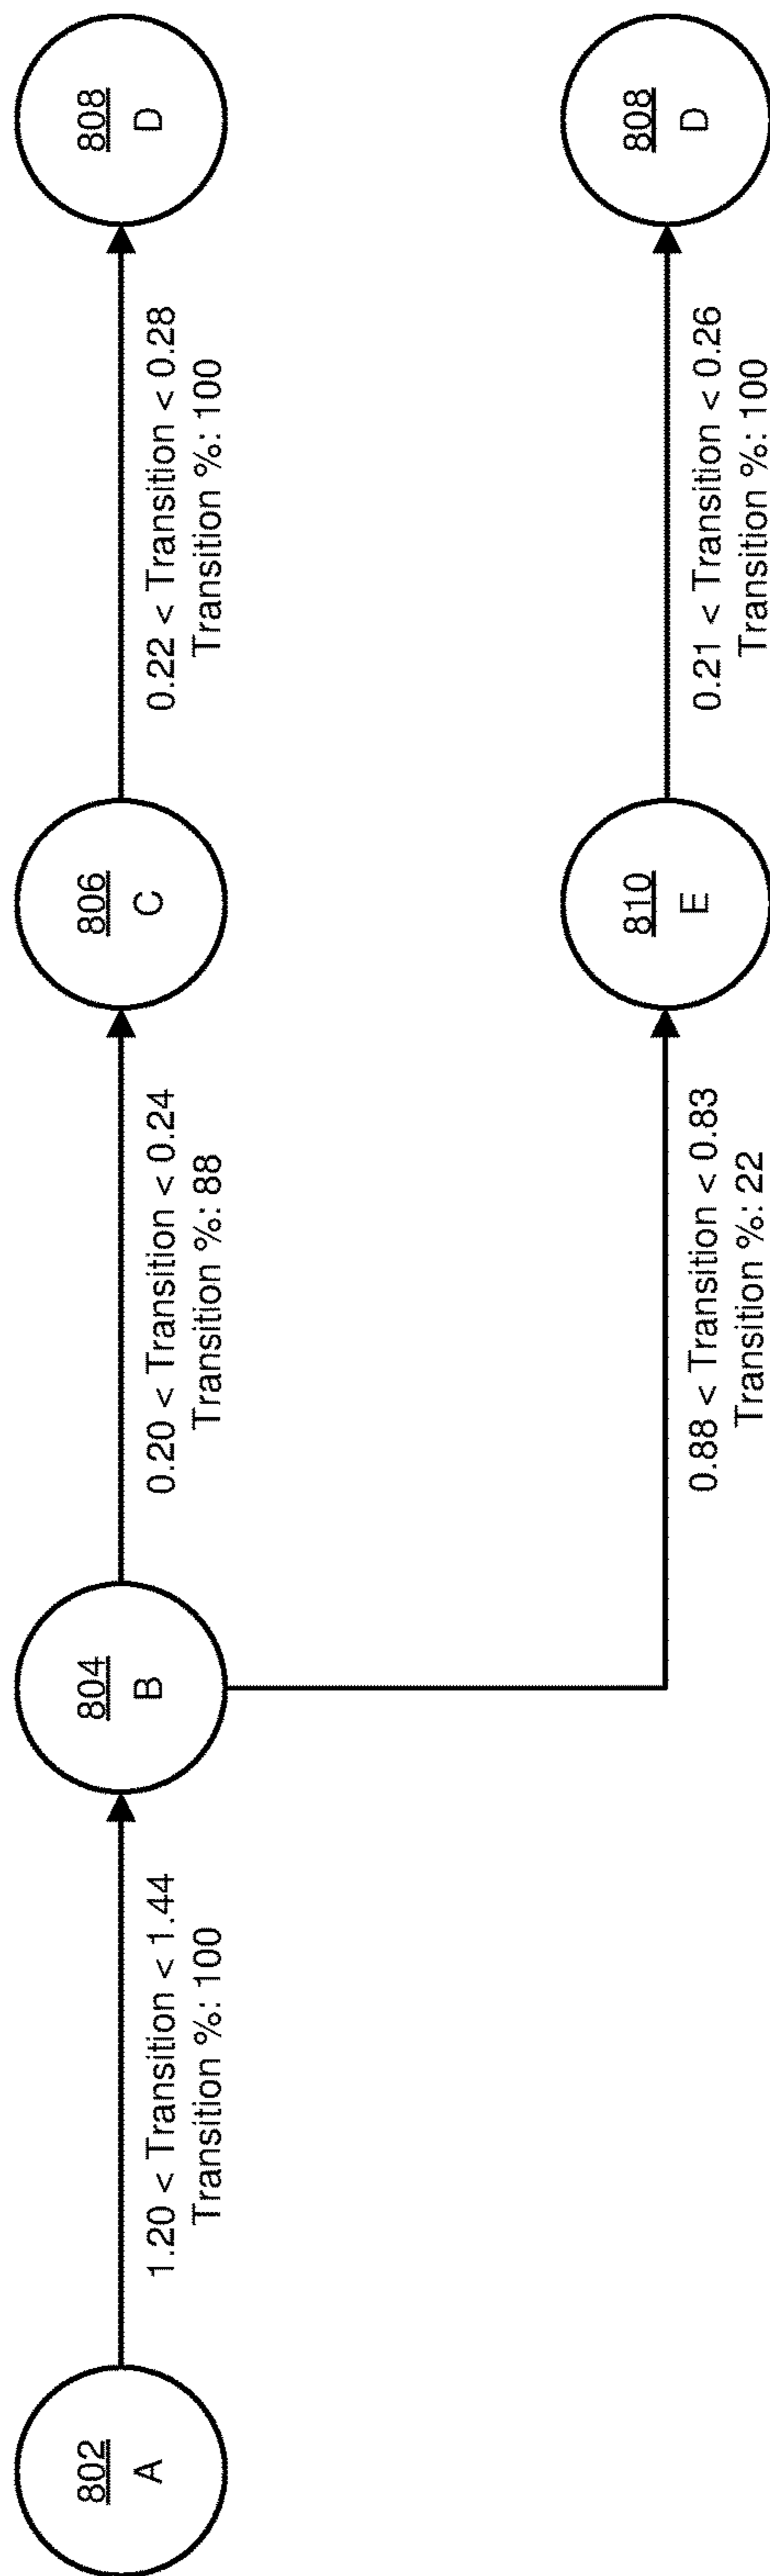 802
A
1.20 < Transition < 1.44
Transition %: 100
804
B
0.20 < Transition < 0.24
Transition %: 88
806
C
0.22 < Transition < 0.28
Transition %: 100
808
D
0.88 < Transition < 0.83
Transition %: 22
810
E
0.21 < Transition < 0.26
Transition %: 100
808
D